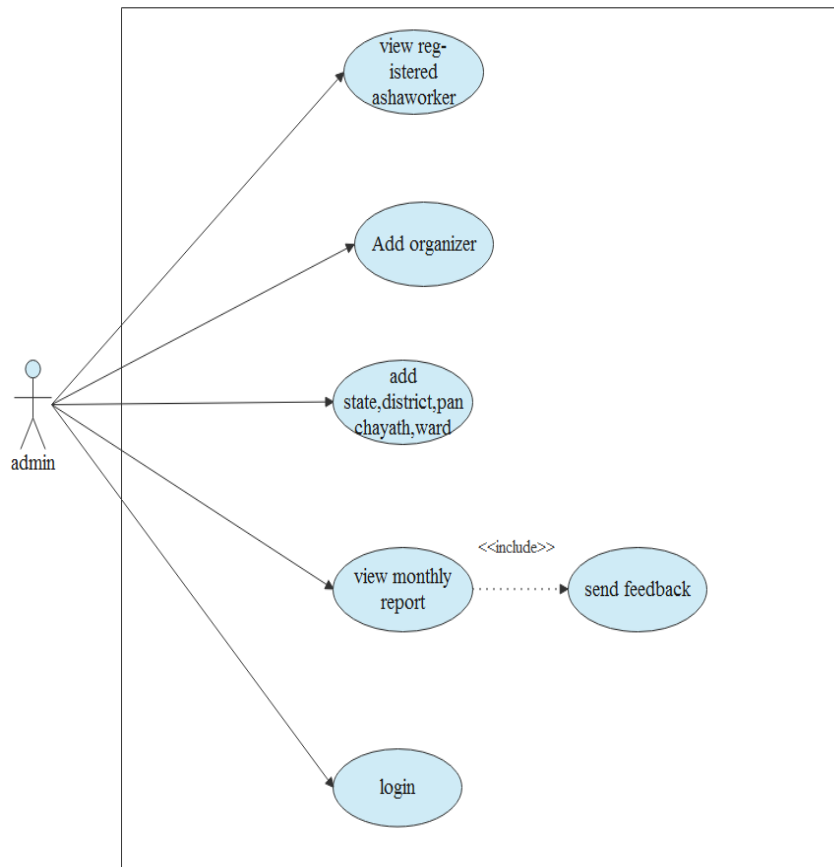 view reg-
istered
ashaworker
Add organizer
add
state,district,pan
chayath,ward
admin
<<include>>
view monthly
report
send feedback
login